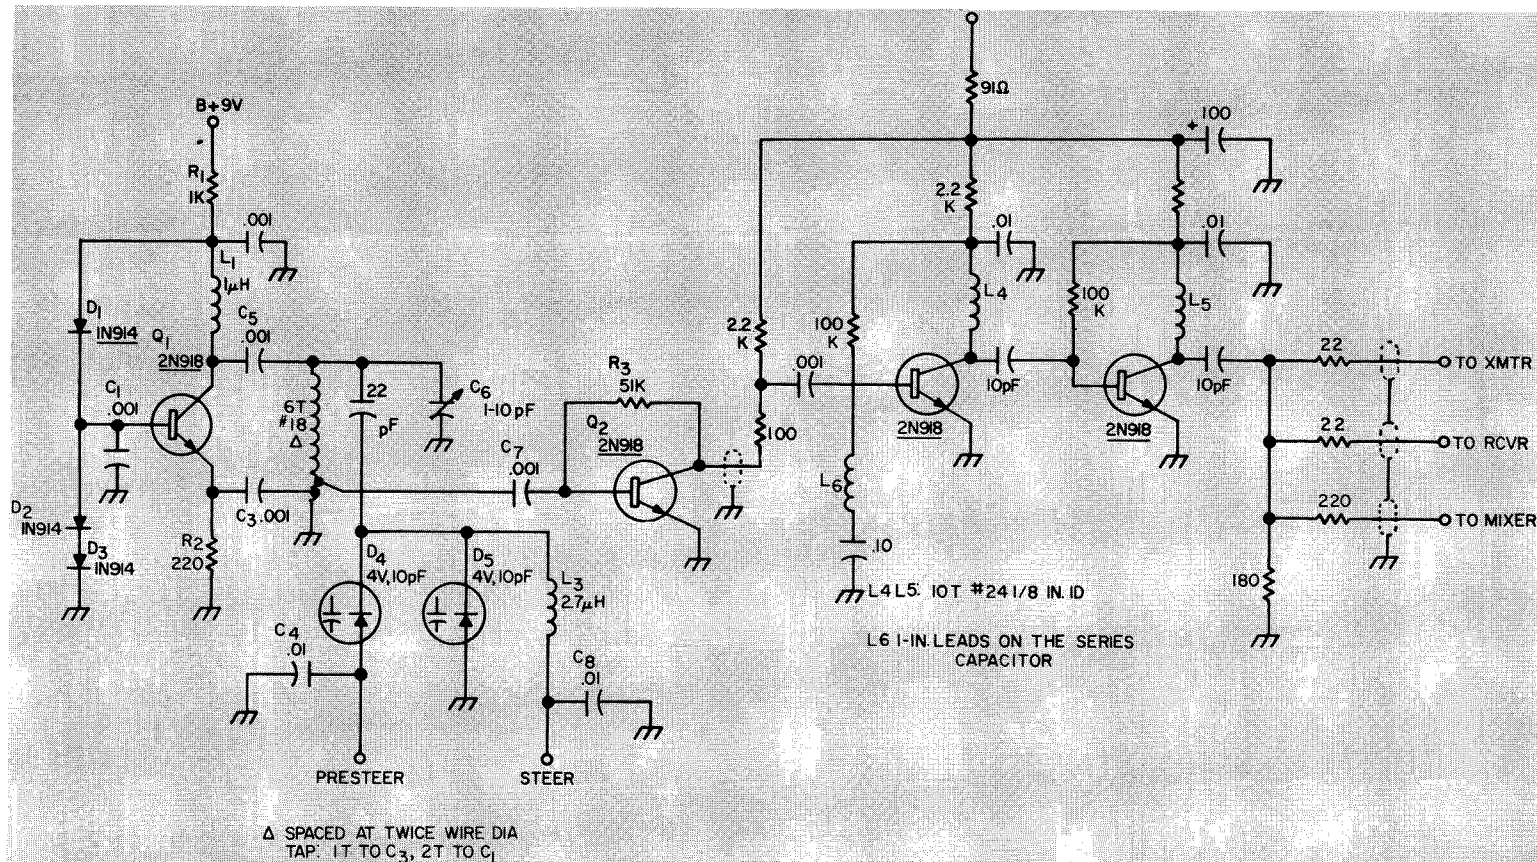 B+9V
R1
1K
.001
L1
1µH
D1
1N914
Q1
2N918
C5
.001
C1
.001
6T
#18
Δ
22
pF
C6
1-10pF
C3 .001
D2
1N914
D3
1N914
R2
220
D4
4V,10pF
D5
4V,10pF
L3
2.7µH
C4
.01
C8
.01
PRESTEER
STEER
Δ SPACED AT TWICE WIRE DIA
TAP. 1T TO C3, 2T TO C1
R3
51K
Q2
2N918
C7
.001
91Ω
+ 100
2.2
K
.01
.01
L4
100
K
L5
2.2
K
100
K
.001
10pF
10pF
2N918
2N918
100
L6
.10
22
TO XMTR
22
TO RCVR
220
TO MIXER
180
L4 L5. 10T #24 1/8 IN. ID
L6 1-IN. LEADS ON THE SERIES
CAPACITOR